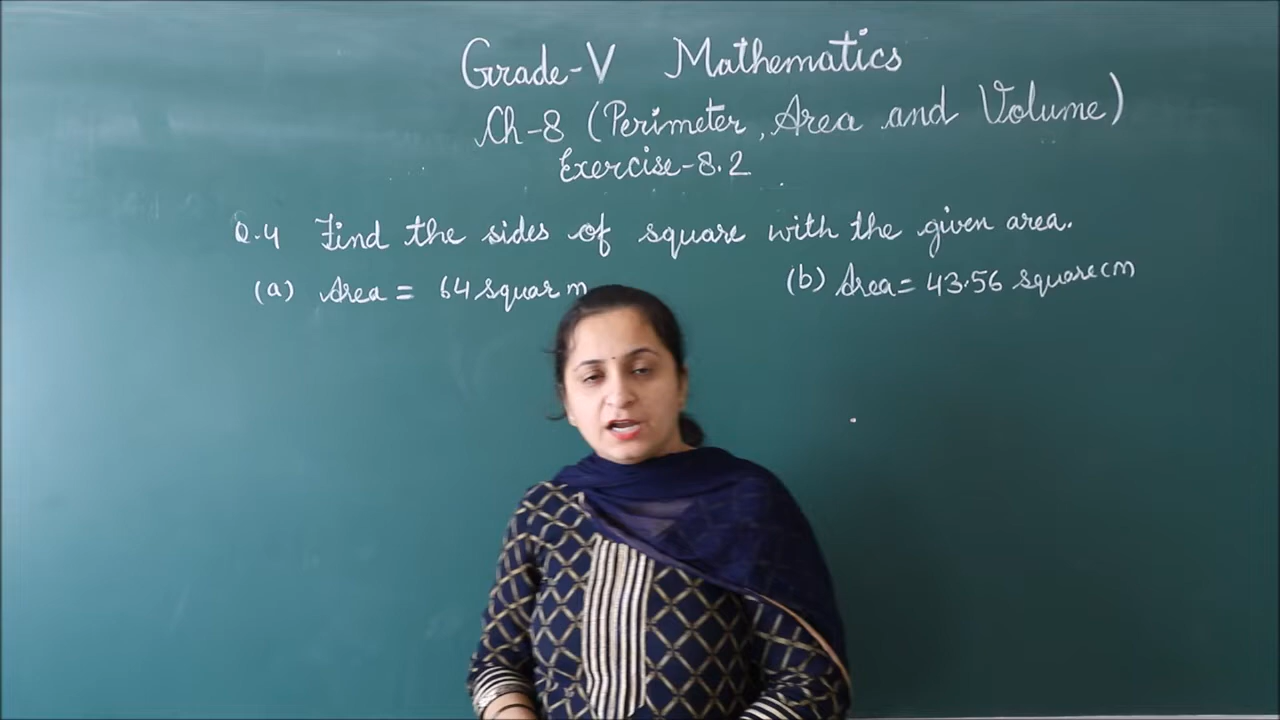 Grade-V Mathematics
Ch-8 (Perimeter, Area and Volume)
Exercise-8.2
Q.4 Find the sides of square with the given area.
(a) Area = 64 squar m (b) Area = 43.56 square cm